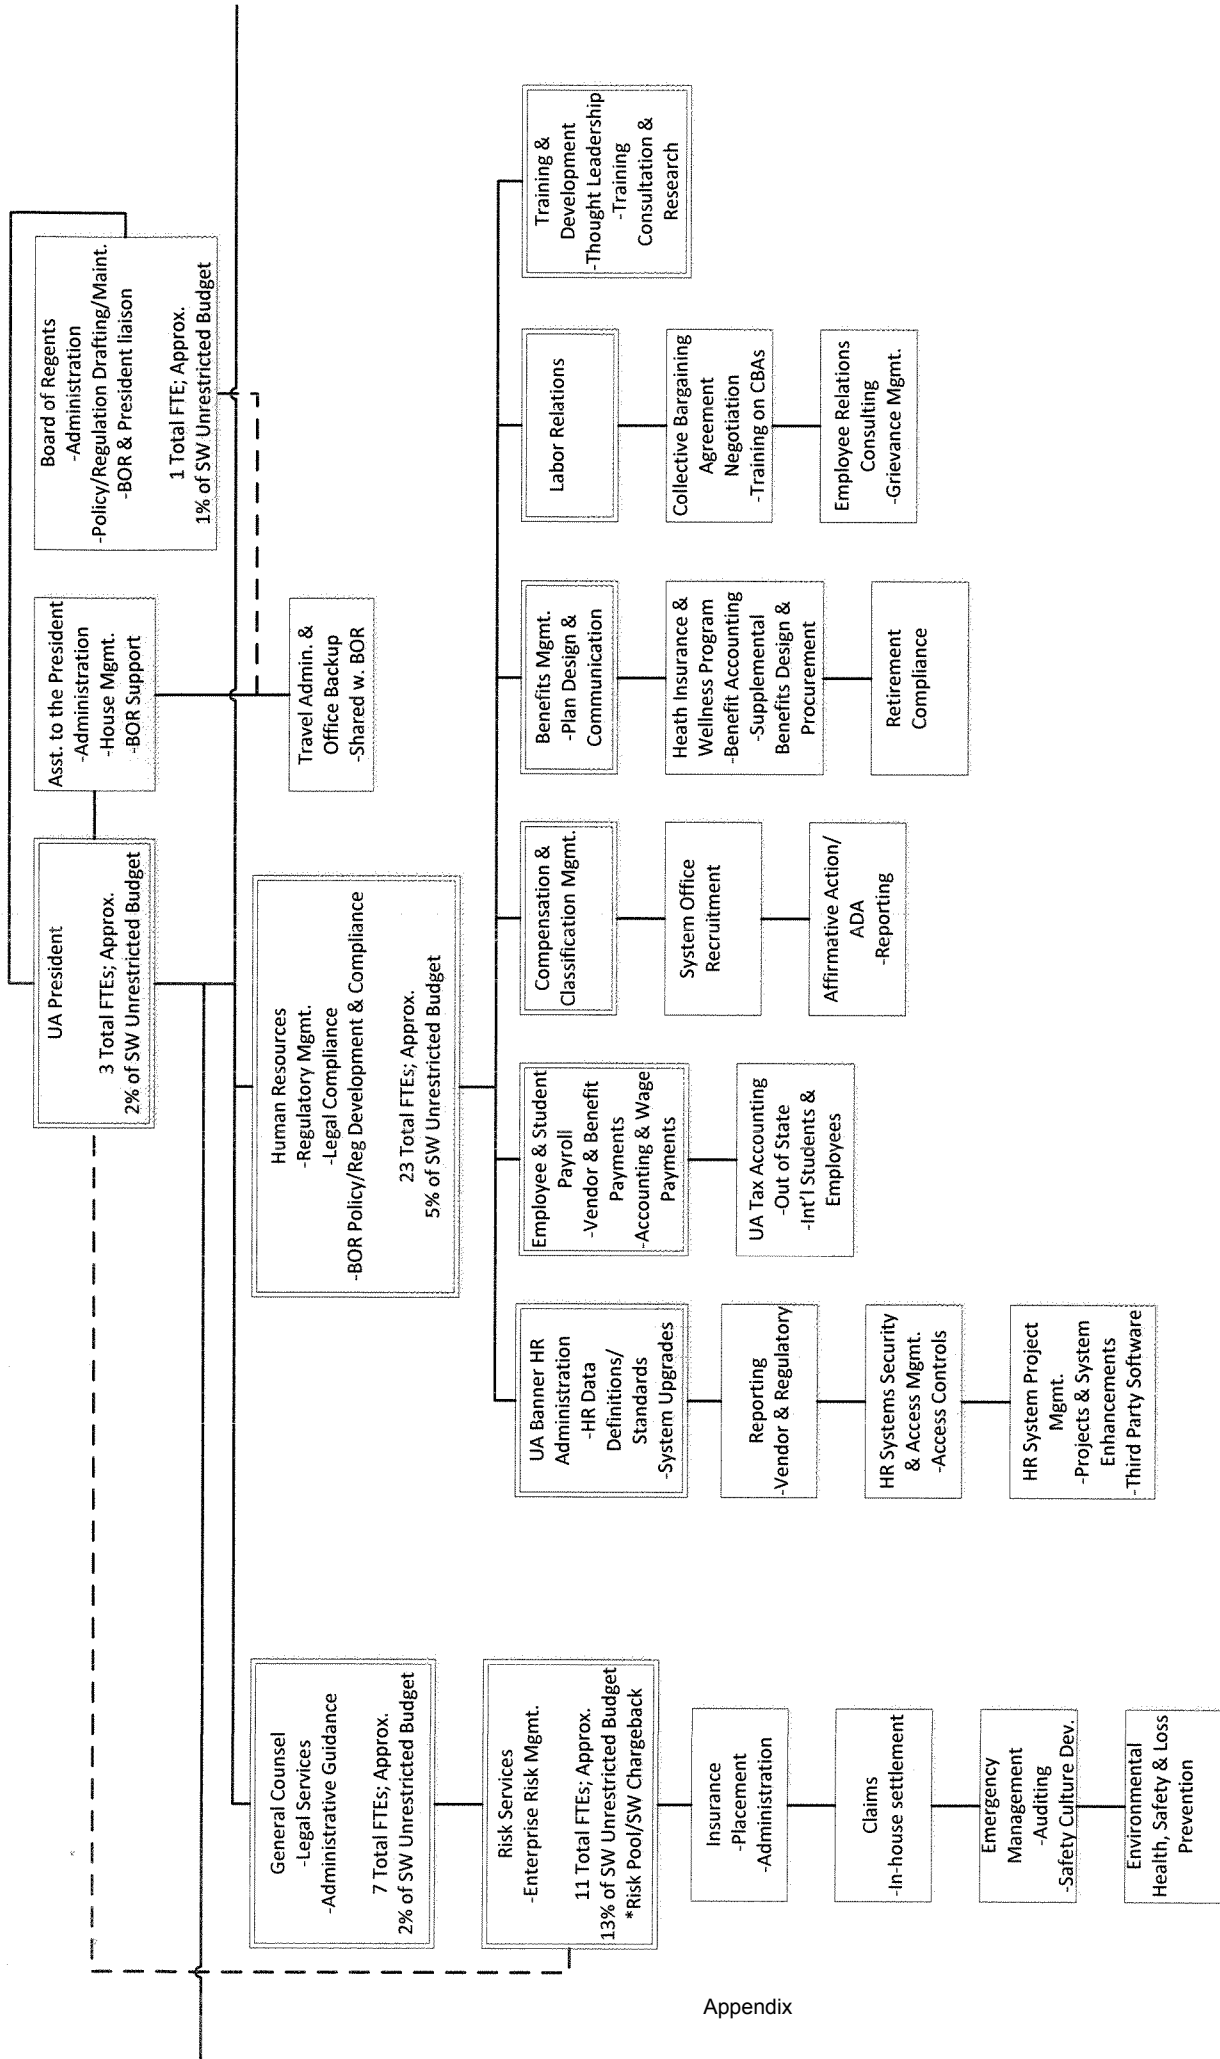 UA President
3 Total FTEs; Approx.
2% of SW Unrestricted Budget
Asst. to the President
-Administration
-House Mgmt.
-BOR Support
Board of Regents
-Administration
-Policy/Regulation Drafting/Maint.
-BOR & President liaison
1 Total FTE; Approx.
1% of SW Unrestricted Budget
Travel Admin. &
Office Backup
-Shared w. BOR
General Counsel
-Legal Services
-Administrative Guidance
7 Total FTEs; Approx.
2% of SW Unrestricted Budget
Risk Services
-Enterprise Risk Mgmt.
11 Total FTEs; Approx.
13% of SW Unrestricted Budget
*Risk Pool/SW Chargeback
Insurance
-Placement
-Administration
Claims
-In-house settlement
Emergency
Management
-Auditing
-Safety Culture Dev.
Environmental
Health, Safety & Loss
Prevention
Human Resources
-Regulatory Mgmt.
-Legal Compliance
-BOR Policy/Reg Development & Compliance
23 Total FTEs; Approx.
5% of SW Unrestricted Budget
UA Banner HR
Administration
-HR Data
Definitions/
Standards
-System Upgrades
Reporting
-Vendor & Regulatory
HR Systems Security
& Access Mgmt.
-Access Controls
HR System Project
Mgmt.
-Projects & System
Enhancements
-Third Party Software
Employee & Student
Payroll
-Vendor & Benefit
Payments
-Accounting & Wage
Payments
UA Tax Accounting
-Out of State
-Int'l Students &
Employees
Compensation &
Classification Mgmt.
System Office
Recruitment
Affirmative Action/
ADA
-Reporting
Benefits Mgmt.
-Plan Design &
Communication
Heath Insurance &
Wellness Program
-Benefit Accounting
-Supplemental
Benefits Design &
Procurement
Retirement
Compliance
Labor Relations
Collective Bargaining
Agreement
Negotiation
-Training on CBAs
Employee Relations
Consulting
-Grievance Mgmt.
Training &
Development
-Thought Leadership
-Training
Consultation &
Research
Appendix